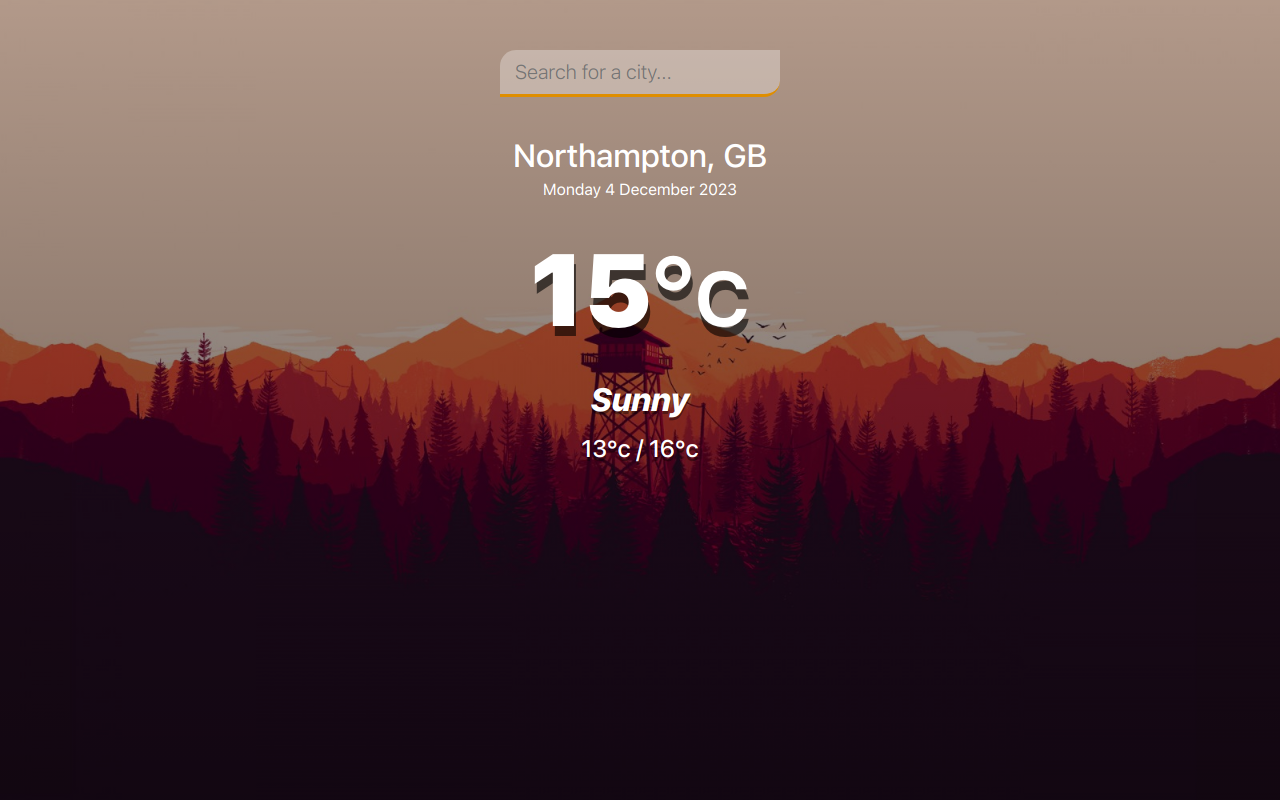 Search for a city...
Northampton, GB
Monday 4 December 2023
15°c
Sunny
13°c / 16°c